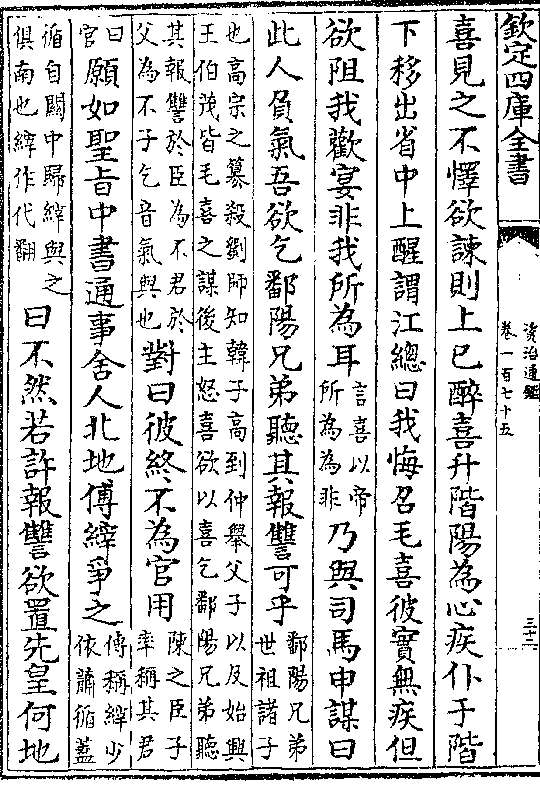 欽定四庫全書
資治通鑑
卷一百七十五
三十二
喜見之不懌欲諫則上已醉喜升階陽為心疾仆于階
下移出省中上醒謂江總曰我悔召毛喜彼實無疾但
欲阻我歡宴非我所為耳
言喜以帝
所為為非
乃與司馬申謀曰
此人負氣吾欲乞鄱陽兄弟聽其報讐可乎
鄱陽兄弟
世祖諸子
也高宗之簒殺劉師知韓子高到仲舉父子以及始興
王伯茂皆毛喜之謀後主怒喜欲以喜乞鄱陽兄弟聽
其報讐於臣為不君於
父為不子乞音氣與也
對曰彼終不為官用
陳之臣子
率稱其君
曰
官
願如聖旨中書通事舍人北地傅縡爭之
傅稱縡少
依蕭循蓋
循自關中歸縡與之
俱南也縡作代翻
曰不然若許報讐欲置先皇何地